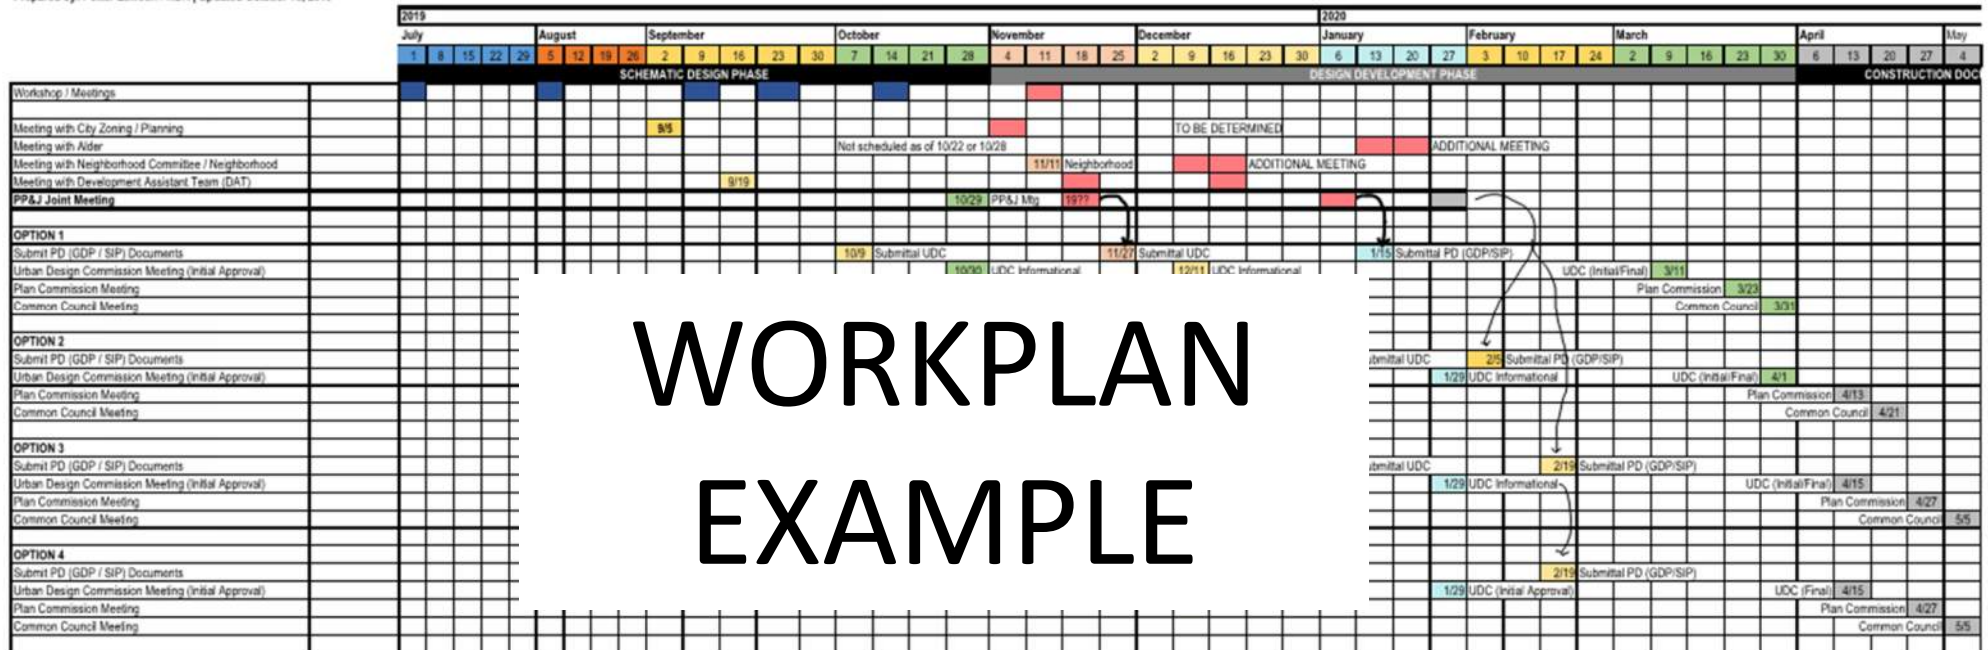 2019 2020
July August September October November December January February March April May
1 8 15 22 29 5 12 19 26 2 9 16 23 30 7 14 21 28 4 11 18 25 2 9 16 23 30 6 13 20 27 3 10 17 24 2 9 16 23 30 6 13 20 27 4
SCHEMATIC DESIGN PHASE DESIGN DEVELOPMENT PHASE CONSTRUCTION DOC
Workshop / Meetings
Meeting with City Zoning / Planning 9/5 TO BE DETERMINED
Meeting with Alder Not scheduled as of 10/22 or 10/28 ADDITIONAL MEETING
Meeting with Neighborhood Committee / Neighborhood 11/11 Neighborhood ADDITIONAL MEETING
Meeting with Development Assistant Team (DAT) 9/19
PP&J Joint Meeting 10/29 PP&J Mtg 19??
OPTION 1
Submit PD (GDP / SIP) Documents 10/9 Submittal UDC 11/27 Submittal UDC 1/15 Submittal PD (GDP/SIP)
Urban Design Commission Meeting (Initial Approval) 10/30 UDC Informational 12/11 UDC Informational UDC (Initial/Final) 3/11
Plan Commission Meeting Plan Commission 3/23
Common Council Meeting Common Council 3/31
WORKPLAN
EXAMPLE
OPTION 2
Submit PD (GDP / SIP) Documents ubmittal UDC 2/5 Submittal PD (GDP/SIP)
Urban Design Commission Meeting (Initial Approval) 1/29 UDC Informational UDC (Initial/Final) 4/1
Plan Commission Meeting Plan Commission 4/13
Common Council Meeting Common Council 4/21
OPTION 3
Submit PD (GDP / SIP) Documents ubmittal UDC 2/19 Submittal PD (GDP/SIP)
Urban Design Commission Meeting (Initial Approval) 1/29 UDC Informational UDC (Initial/Final) 4/15
Plan Commission Meeting Plan Commission 4/27
Common Council Meeting Common Council 5/5
OPTION 4
Submit PD (GDP / SIP) Documents 2/19 Submittal PD (GDP/SIP)
Urban Design Commission Meeting (Initial Approval) 1/29 UDC (Initial Approval) UDC (Final) 4/15
Plan Commission Meeting Plan Commission 4/27
Common Council Meeting Common Council 5/5